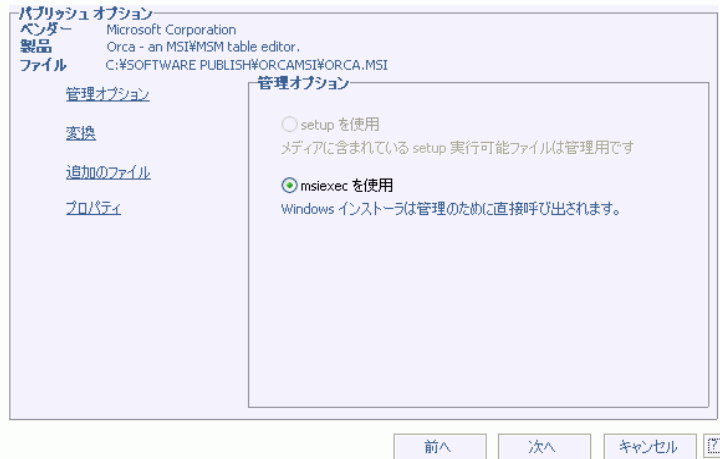 パブリッシュ オプション
ベンダー Microsoft Corporation
製品 Orca - an MSI¥MSM table editor.
ファイル C:¥SOFTWARE PUBLISH¥ORCAMSI¥ORCA.MSI
管理オプション
管理オプション
変換
追加のファイル
プロパティ
setup を使用
メディアに含まれている setup 実行可能ファイルは管理用です
msiexec を使用
Windows インストーラは管理のために直接呼び出されます。
前へ 次へ キャンセル ?